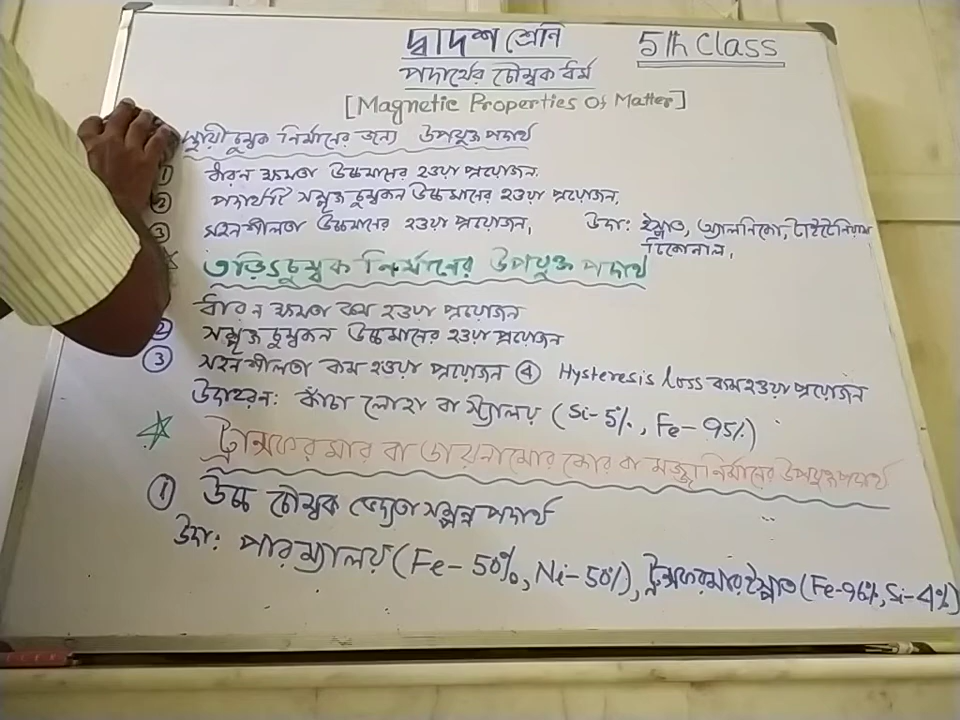 দ্বাদশ শ্রেনি
5th Class
পদার্থের চৌম্বক ধর্ম
[Magnetic Properties Of Matter]
স্থায়ী চুম্বক নির্মানের জন্যে উপযুক্ত পদার্থ
① ধারন ক্ষমতা উচ্চমানের হওয়া প্রয়োজন।
② পদার্থটি সম্পৃক্ত চুম্বকন উচ্চমানের হওয়া প্রয়োজন।
③ সহনশীলতা উচ্চমানের হওয়া প্রয়োজন। উদা: ইস্পাত, অ্যালনিকো, টাইটেনিয়াম
টিকোনাল।
তড়িৎচুম্বক নির্মানের উপযুক্ত পদার্থ
ধারন ক্ষমতা কম হওয়া প্রয়োজন
② সম্পৃক্ত চুম্বকন উচ্চমানের হওয়া প্রয়োজন
③ সহনশীলতা কম হওয়া প্রয়োজন ④ Hysteresis loss কম হওয়া প্রয়োজন
উদাহরন: কাঁচা লোহা বা স্ট্যালয় (Si-5%, Fe-95%)
ট্রান্সফরমার বা ডায়নামোর কোর বা মজ্জা নির্মানের উপযুক্ত পদার্থ
① উচ্চ চৌম্বক ভেদ্যতা সম্পন্ন পদার্থ
উদা: পারম্যালয় (Fe-50%, Ni-50%), ট্রান্সফরমার ইস্পাত (Fe-96%, Si-4%)